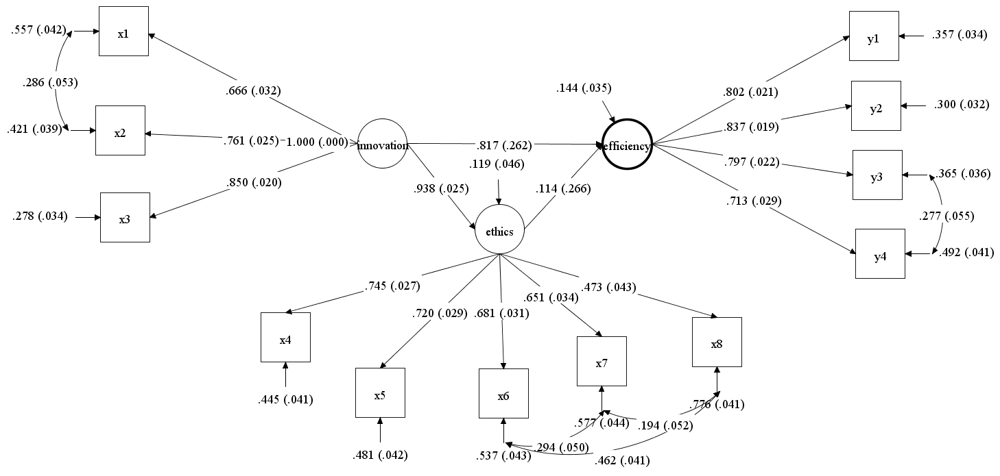 .557 (.042)
x1
.286 (.053)
.666 (.032)
.421 (.039)
x2
.761 (.025)
1.000 (.000)
innovation
.850 (.020)
.278 (.034)
x3
.817 (.262)
.119 (.046)
.938 (.025)
.114 (.266)
ethics
.144 (.035)
efficiency
.802 (.021)
y1
.357 (.034)
.837 (.019)
y2
.300 (.032)
.797 (.022)
y3
.365 (.036)
.277 (.055)
.713 (.029)
y4
.492 (.041)
.745 (.027)
.720 (.029)
.681 (.031)
.651 (.034)
.473 (.043)
x4
x5
x6
x7
x8
.445 (.041)
.481 (.042)
.537 (.043)
.577 (.044)
.776 (.041)
.294 (.050)
.194 (.052)
.462 (.041)